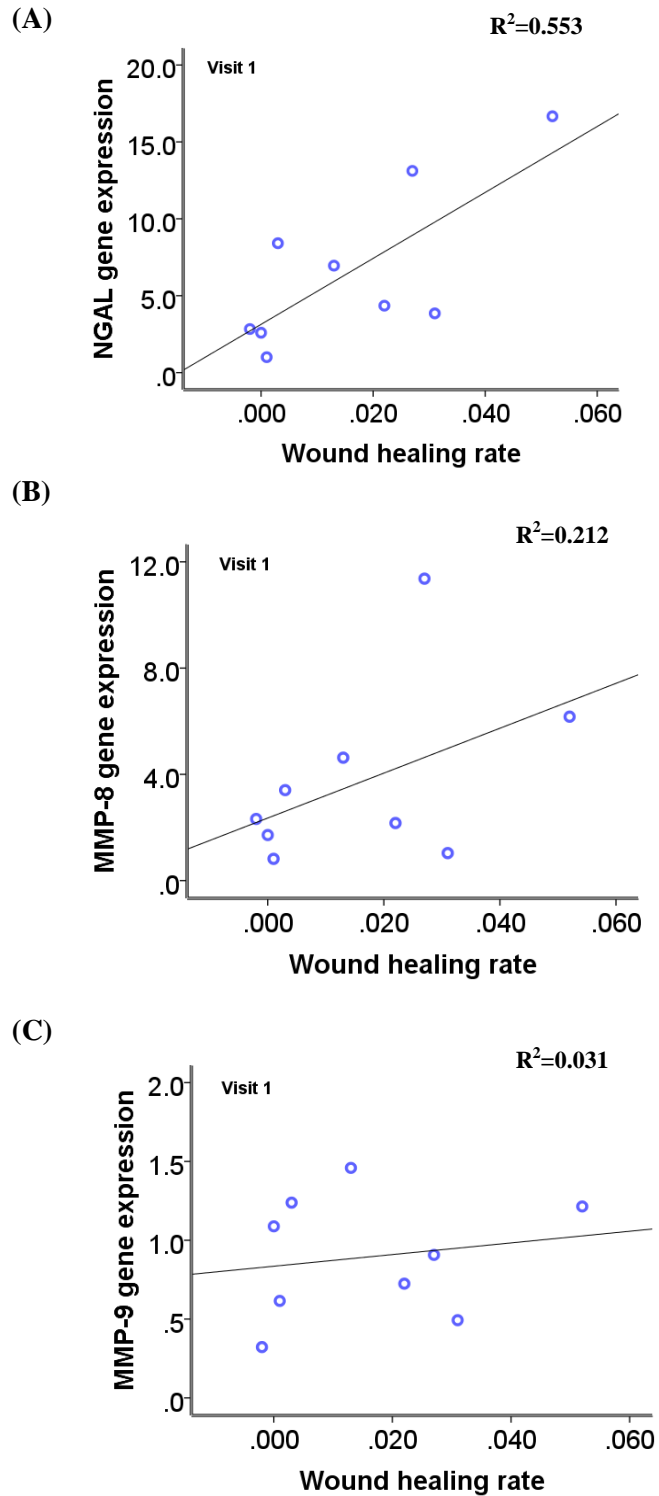 (A)
R²=0.553
Visit 1
20.0
15.0
10.0
5.0
.0
NGAL gene expression
.000 .020 .040 .060
Wound healing rate
(B)
R²=0.212
Visit 1
12.0
8.0
4.0
.0
MMP-8 gene expression
.000 .020 .040 .060
Wound healing rate
(C)
R²=0.031
Visit 1
2.0
1.5
1.0
.5
.0
MMP-9 gene expression
.000 .020 .040 .060
Wound healing rate